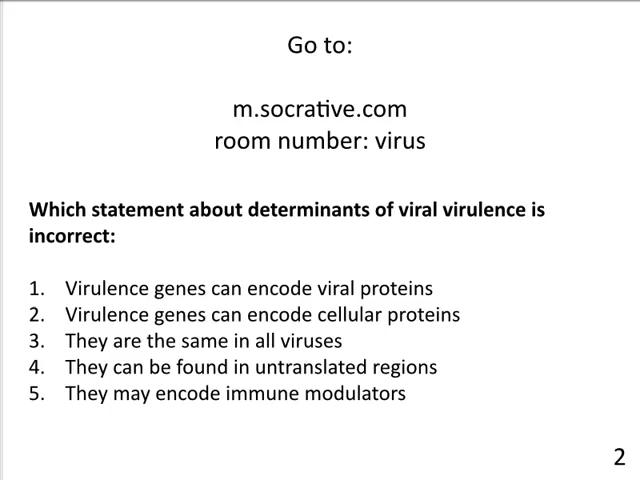 Go to:
m.socrative.com
room number: virus
Which statement about determinants of viral virulence is
incorrect:
1. Virulence genes can encode viral proteins
2. Virulence genes can encode cellular proteins
3. They are the same in all viruses
4. They can be found in untranslated regions
5. They may encode immune modulators
2